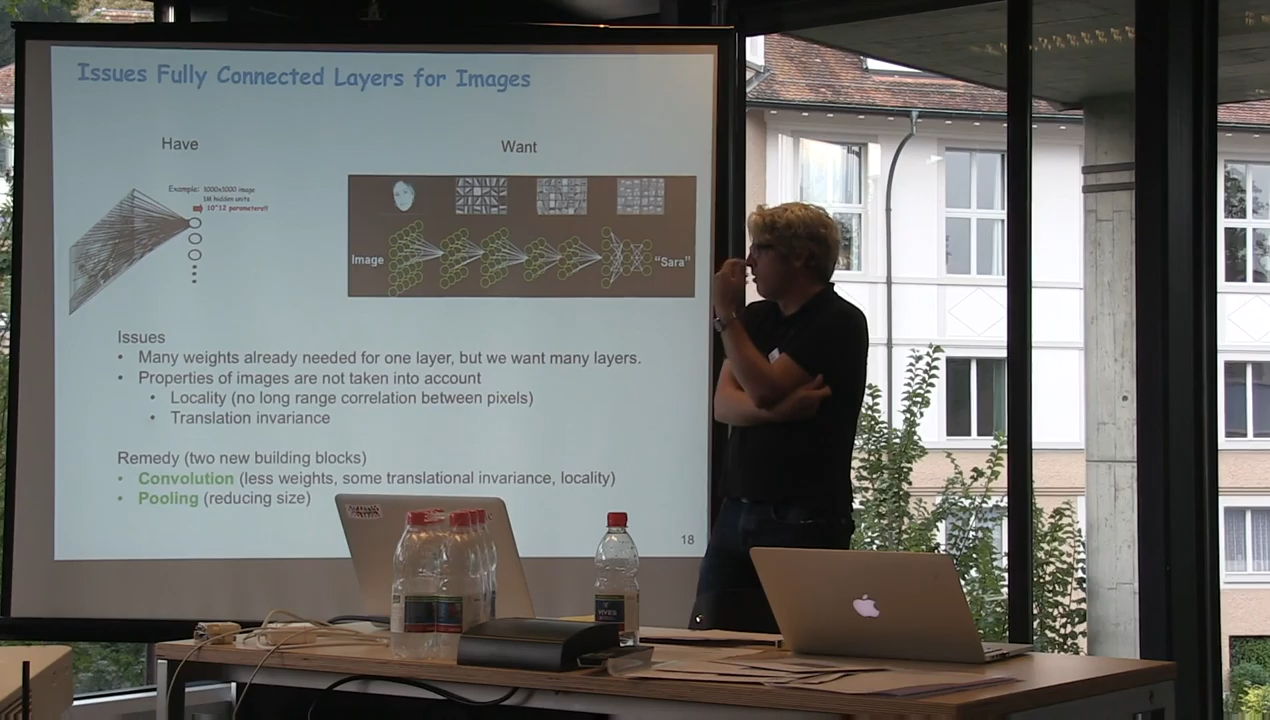 Issues Fully Connected Layers for Images
Have
Want
Example: 1000x1000 image
1M hidden units
10^12 parameters!!!
Image
"Sara"
Issues
• Many weights already needed for one layer, but we want many layers.
• Properties of images are not taken into account
• Locality (no long range correlation between pixels)
• Translation invariance
Remedy (two new building blocks)
• Convolution (less weights, some translational invariance, locality)
• Pooling (reducing size)
18